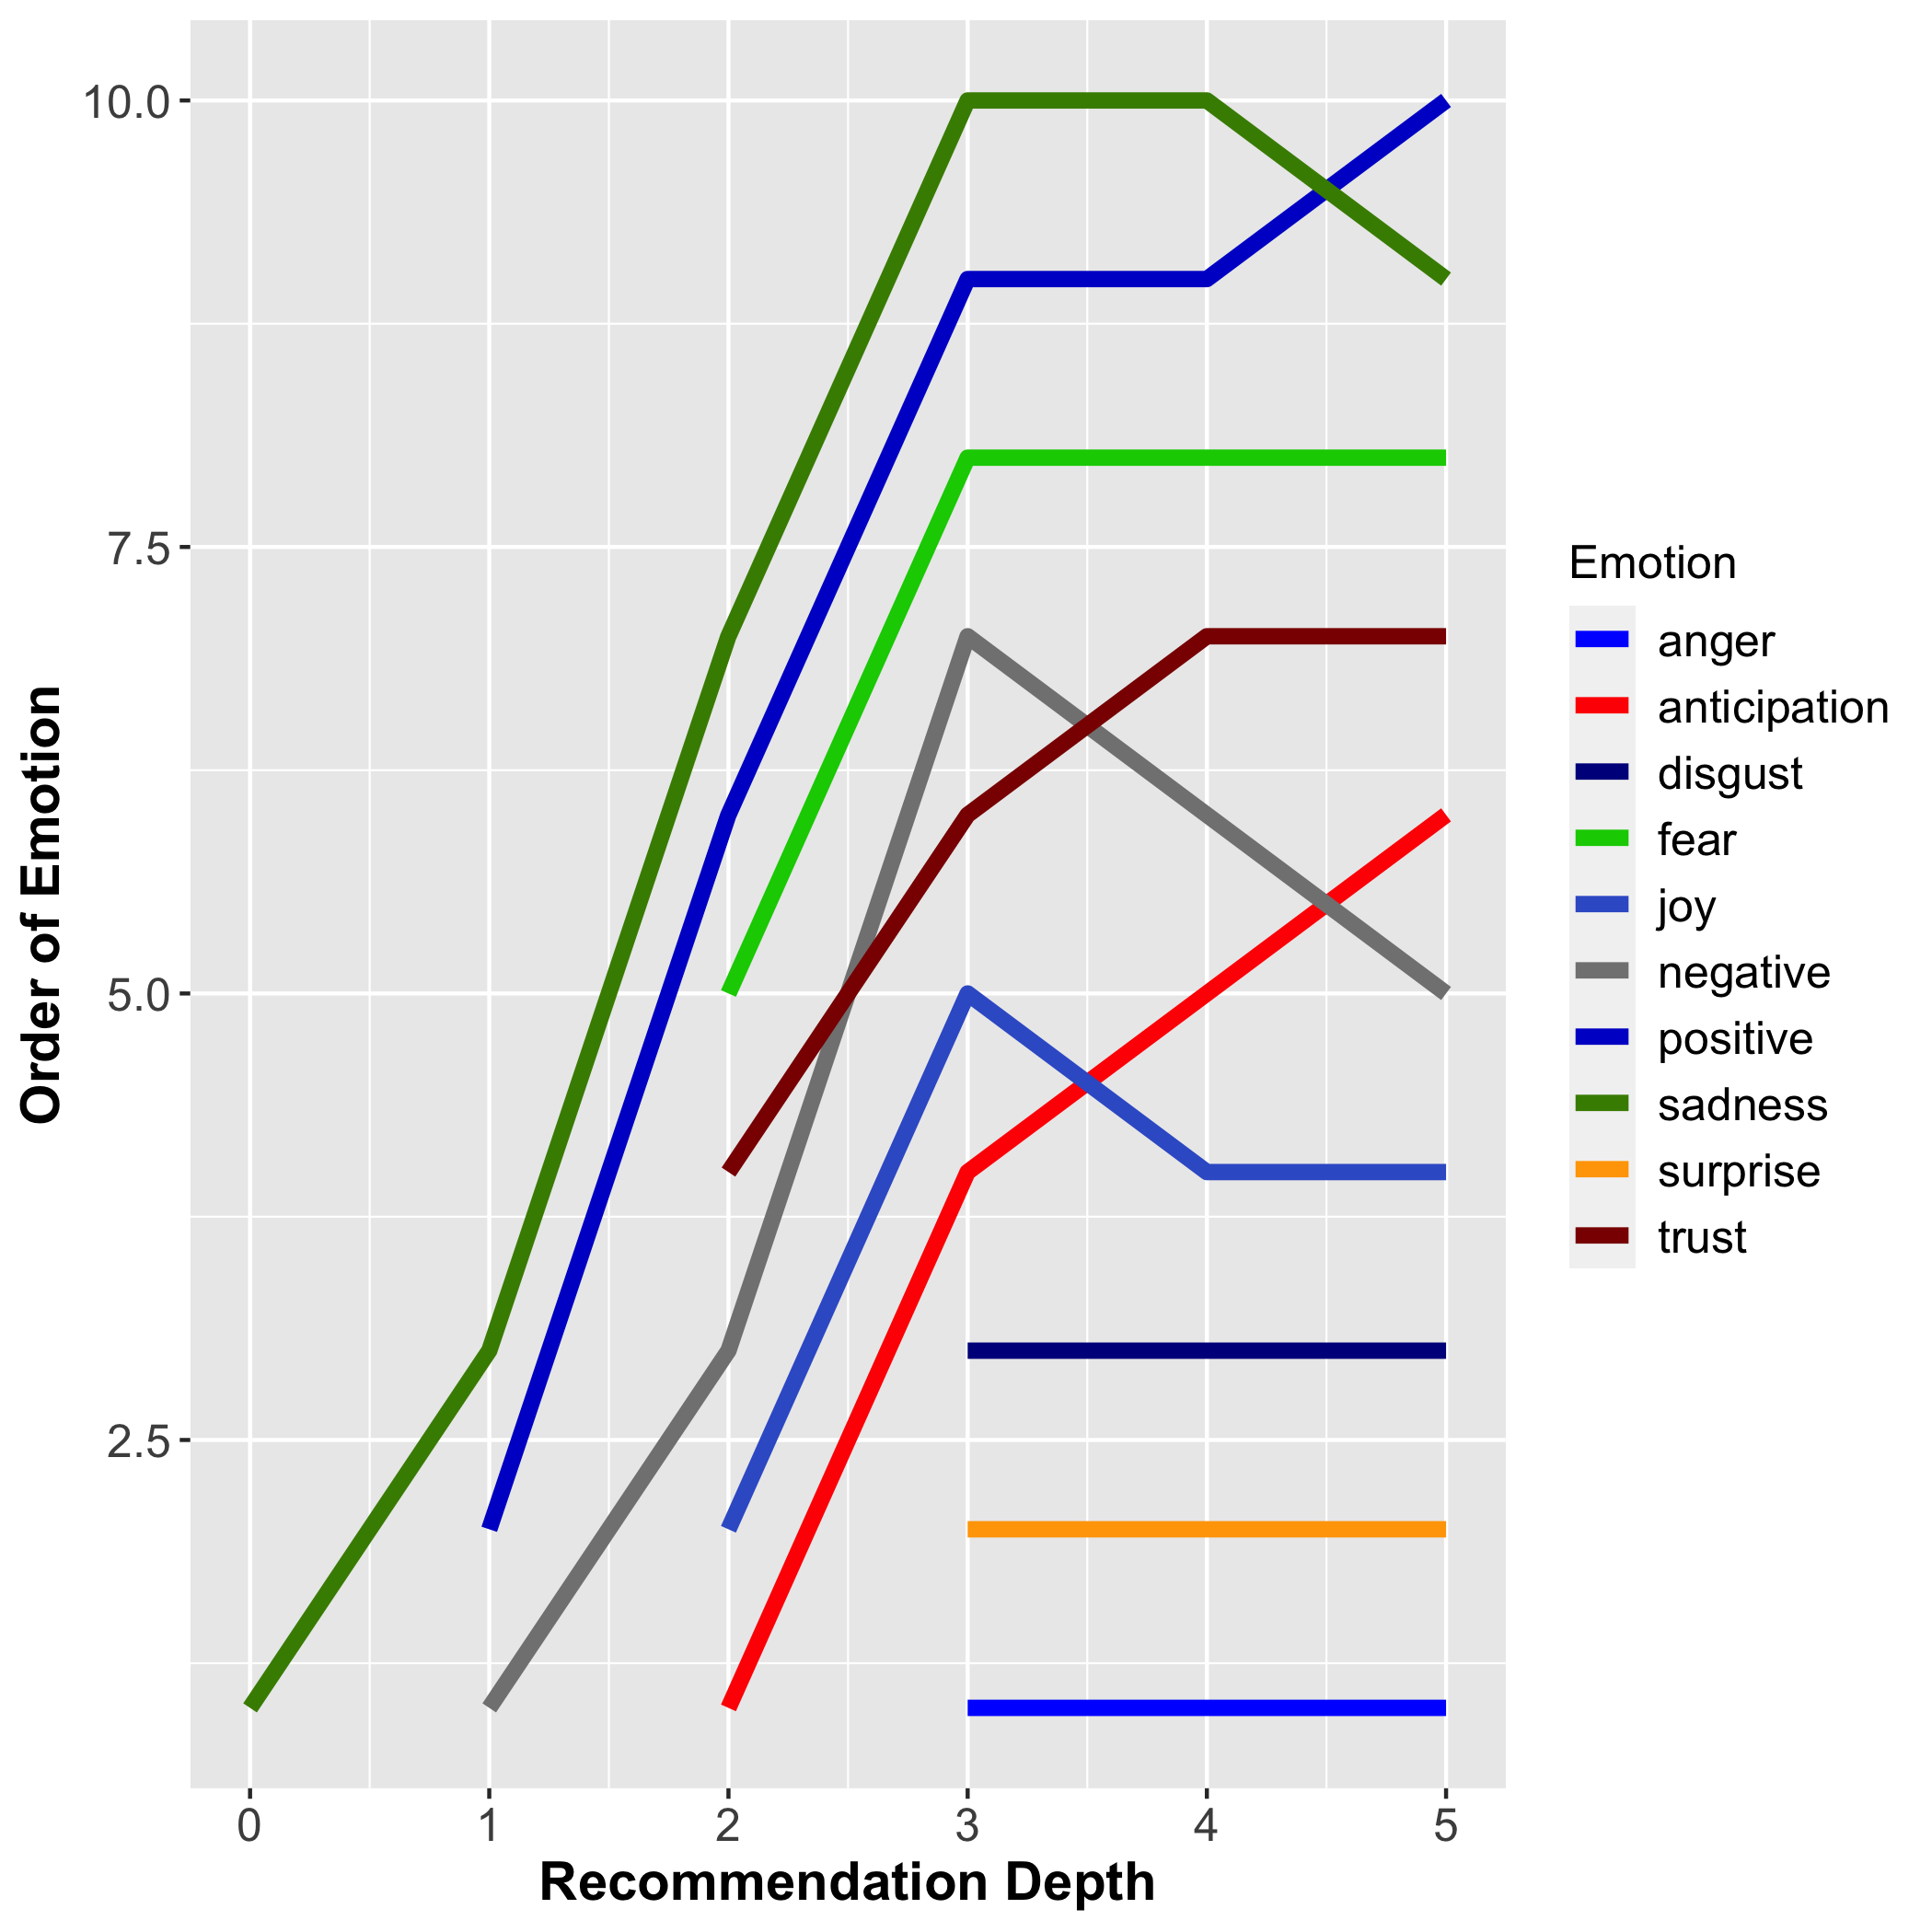 10.0
7.5
5.0
2.5
Order of Emotion
0 1 2 3 4 5
Recommendation Depth
Emotion
anger
anticipation
disgust
fear
joy
negative
positive
sadness
surprise
trust